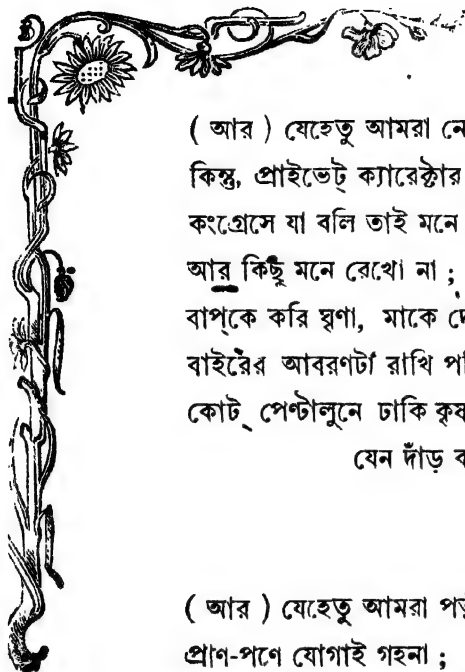 ( আর ) যেহেতু আমরা
কিন্তু, প্রাইভেট্ ক্যারেক্টার
কংগ্রেসে যা বলি তাই মনে
আর কিছু মনে রেখো না ;
বাপ্‌কে করি ঘৃণা, মাকে
বাইরের আবরণটা রাখি
কোট্ পেণ্টালুনে ঢাকি
যেন দাঁড়
( আর ) যেহেতু আমরা
প্রাণ-পণে যোগাই গহনা ;